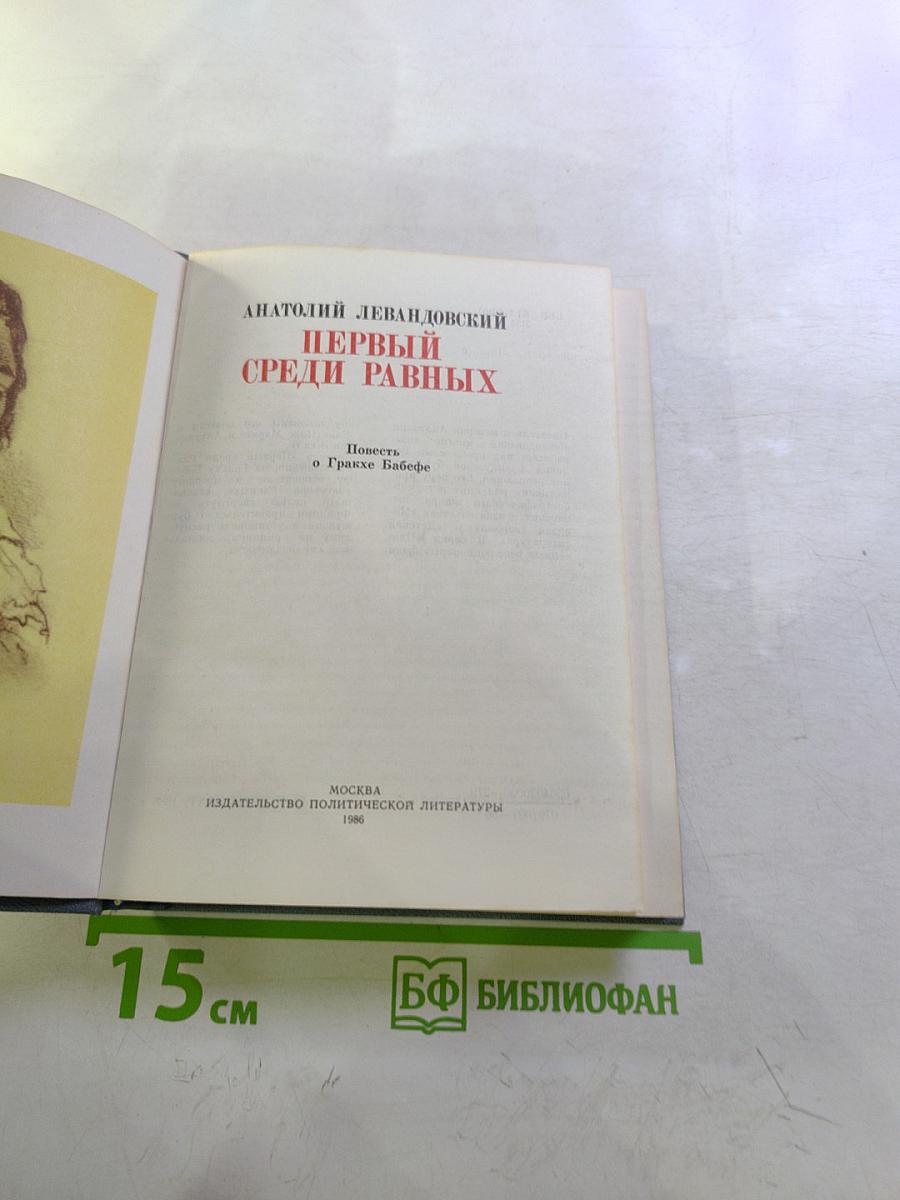 АНАТОЛИЙ ЛЕВАНДОВСКИЙ
ПЕРВЫЙ
СРЕДИ РАВНЫХ
Повесть
о Гракхе Бабефе
МОСКВА
ИЗДАТЕЛЬСТВО ПОЛИТИЧЕСКОЙ ЛИТЕРАТУРЫ
1986
15 см
БФ БИБЛИОФАН